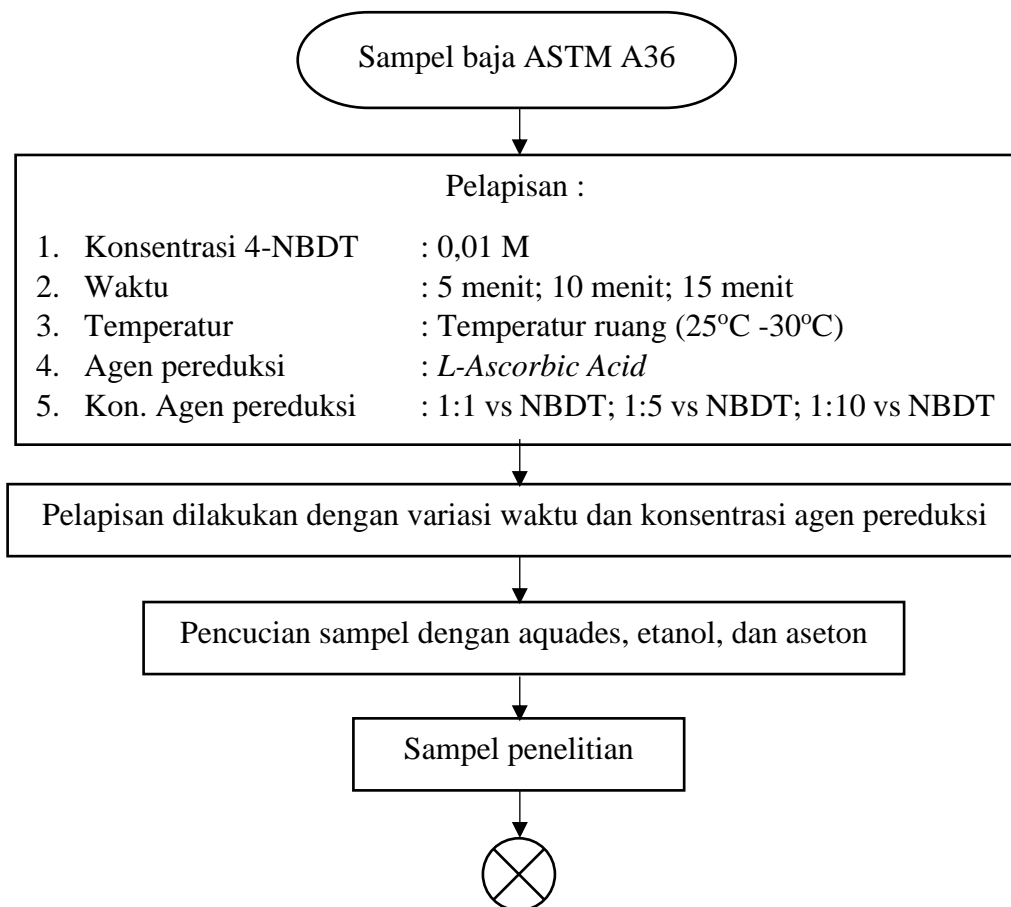 Sampel baja ASTM A36
Pelapisan :
1. Konsentrasi 4-NBDT : 0,01 M
2. Waktu : 5 menit; 10 menit; 15 menit
3. Temperatur : Temperatur ruang (25°C -30°C)
4. Agen pereduksi : L-Ascorbic Acid
5. Kon. Agen pereduksi : 1:1 vs NBDT; 1:5 vs NBDT; 1:10 vs NBDT
Pelapisan dilakukan dengan variasi waktu dan konsentrasi agen pereduksi
Pencucian sampel dengan aquades, etanol, dan aseton
Sampel penelitian